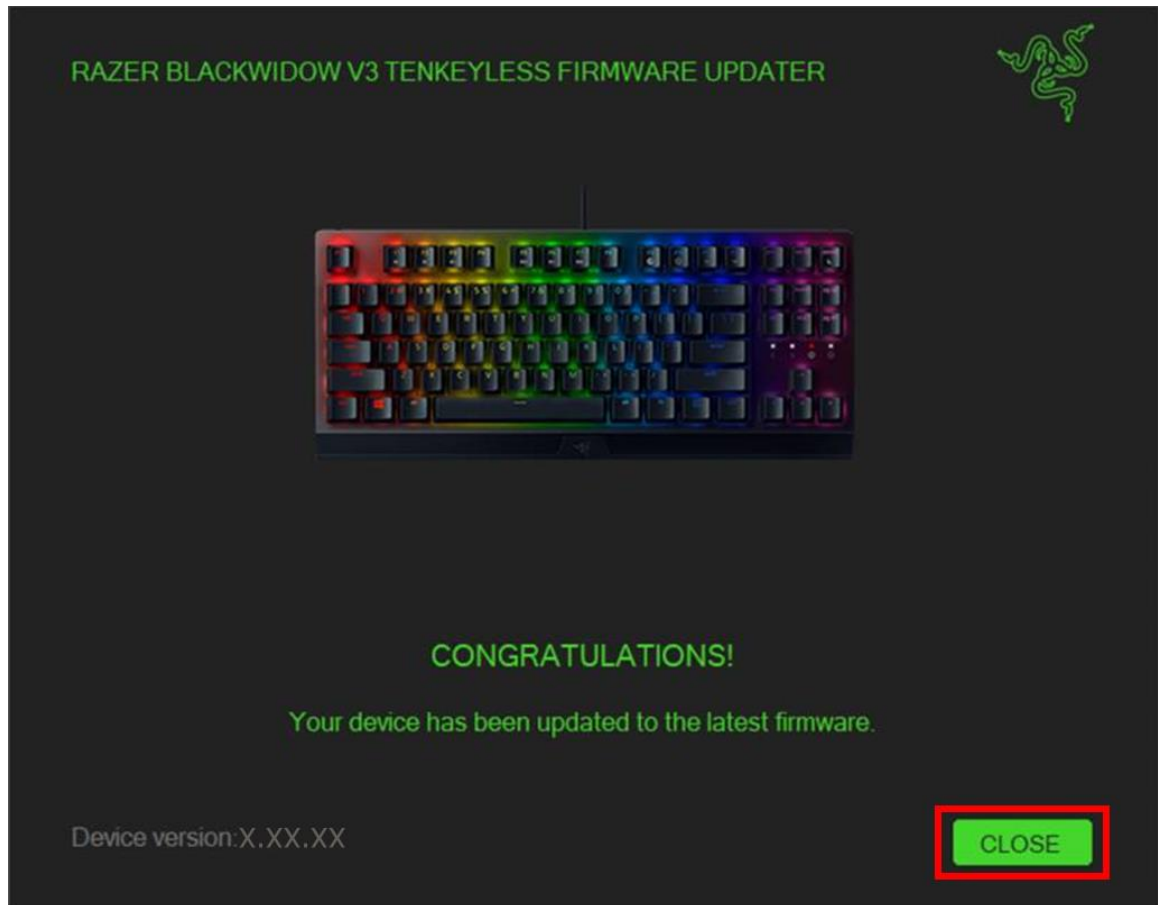 RAZER BLACKWIDOW V3 TENKEYLESS FIRMWARE UPDATER
CONGRATULATIONS!
Your device has been updated to the latest firmware.
Device version:X.XX.XX
CLOSE